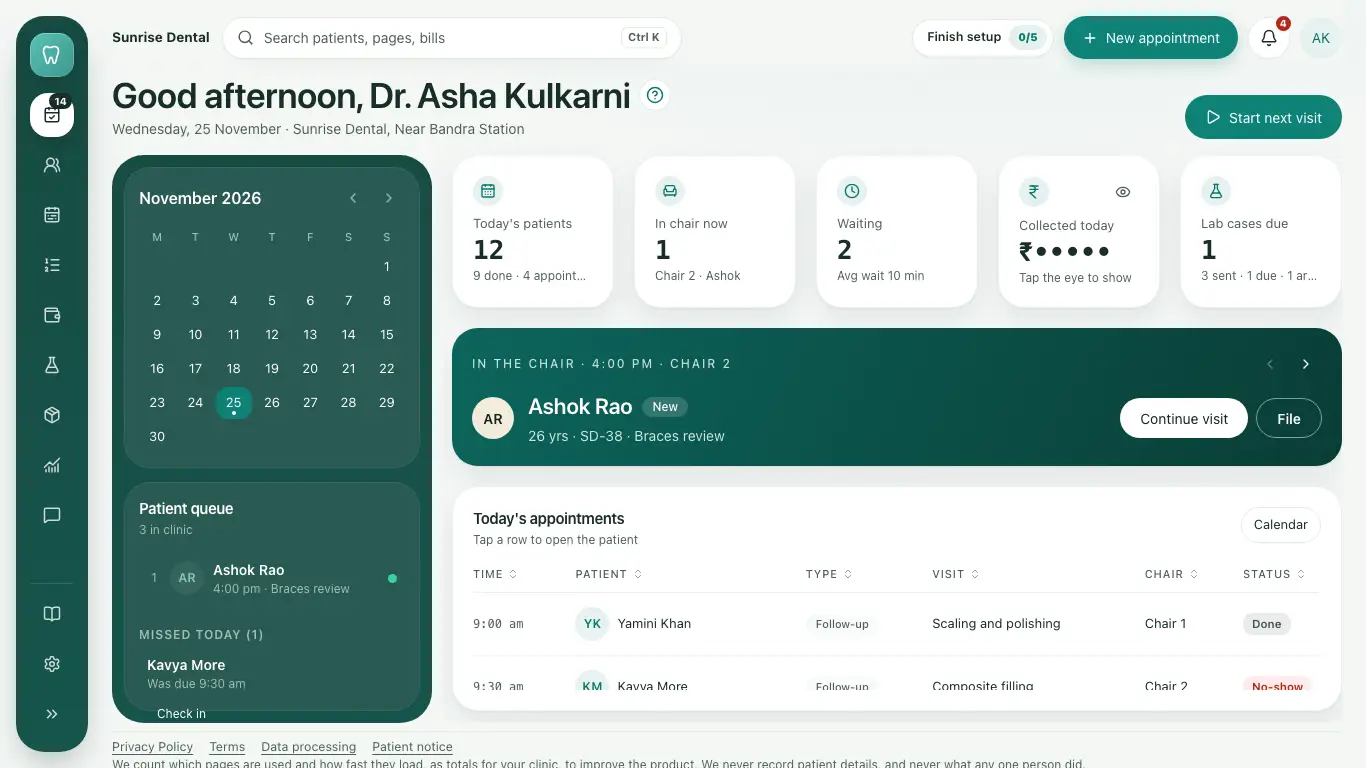 Sunrise Dental
Search patients, pages, bills
Ctrl K
Finish setup 0/5
New appointment
4
AK
14
Good afternoon, Dr. Asha Kulkarni
Wednesday, 25 November · Sunrise Dental, Near Bandra Station
Start next visit
November 2026
M T W T F S S
1
2 3 4 5 6 7 8
9 10 11 12 13 14 15
16 17 18 19 20 21 22
23 24 25 26 27 28 29
30
Patient queue
3 in clinic
1 AR Ashok Rao
4:00 pm · Braces review
MISSED TODAY (1)
Kavya More
Was due 9:30 am
Check in
Today's patients
12
9 done · 4 appoint...
In chair now
1
Chair 2 · Ashok
Waiting
2
Avg wait 10 min
₹
Collected today
₹•••••
Tap the eye to show
Lab cases due
1
3 sent · 1 due · 1 ar...
IN THE CHAIR · 4:00 PM · CHAIR 2
AR
Ashok Rao New
26 yrs · SD-38 · Braces review
Continue visit
File
Today's appointments
Tap a row to open the patient
Calendar
TIME PATIENT TYPE VISIT CHAIR STATUS
9:00 am YK Yamini Khan Follow-up Scaling and polishing Chair 1 Done
9:30 am KM Kavya More Follow-up Composite filling Chair 2 No-show
Privacy Policy Terms Data processing Patient notice
We count which pages are used and how fast they load, as totals for your clinic, to improve the product. We never record patient details, and never what any one person did.